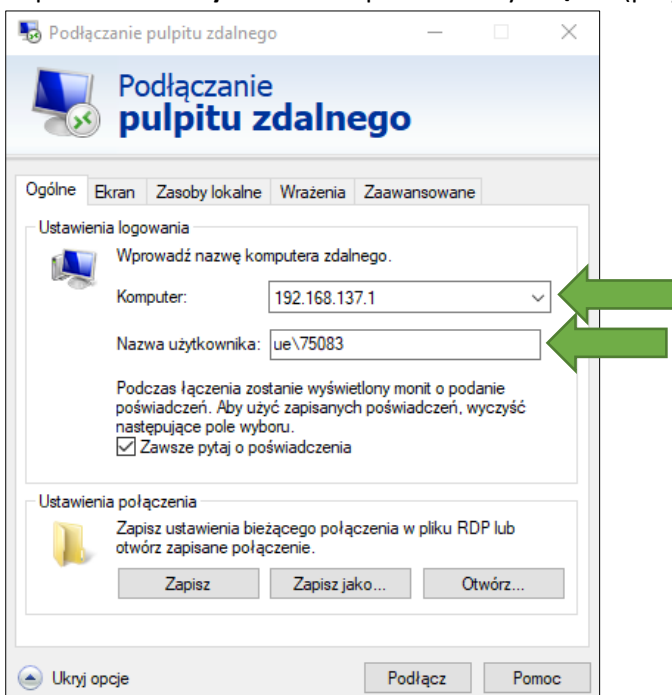 Podłączanie pulpitu zdalnego
Podłączanie
pulpitu zdalnego
Ogólne Ekran Zasoby lokalne Wrażenia Zaawansowane
Ustawienia logowania
Wprowadź nazwę komputera zdalnego.
Komputer: 192.168.137.1
Nazwa użytkownika: ue\75083
Podczas łączenia zostanie wyświetlony monit o podanie
poświadczeń. Aby użyć zapisanych poświadczeń, wyczyść
następujące pole wyboru.
Zawsze pytaj o poświadczenia
Ustawienia połączenia
Zapisz ustawienia bieżącego połączenia w pliku RDP lub
otwórz zapisane połączenie.
Zapisz Zapisz jako... Otwórz...
Ukryj opcje Podłącz Pomoc